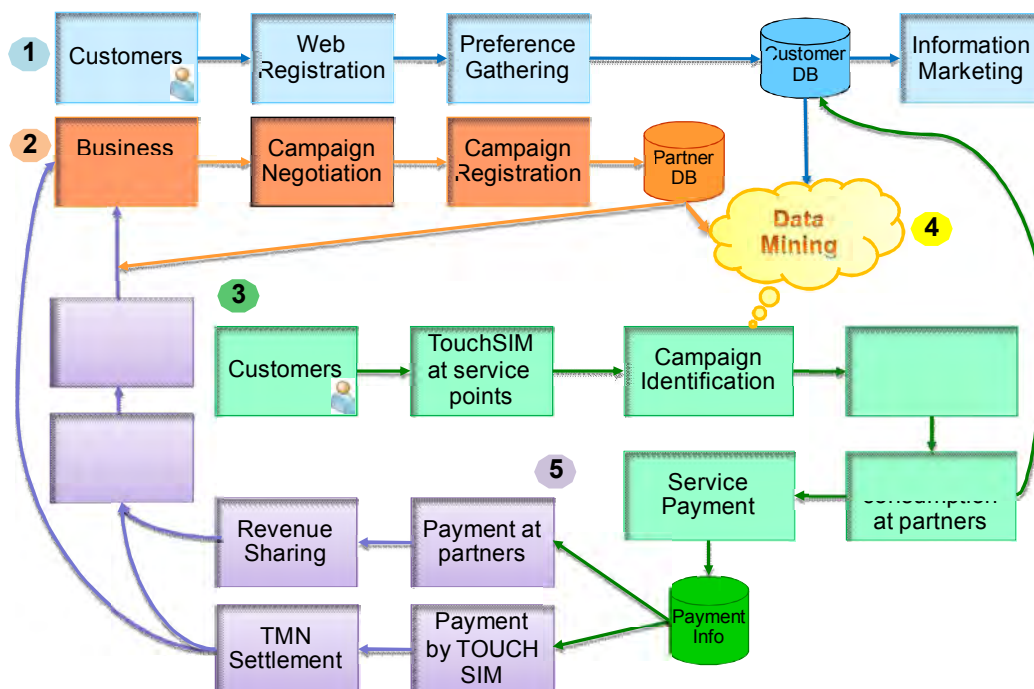 1
Customers
Web
Registration
Preference
Gathering
Customer
DB
Information
Marketing
2
Business
Campaign
Negotiation
Campaign
Registration
Partner
DB
Data
Mining
4
3
Customers
TouchSIM
at service
points
Campaign
Identification
Service
Payment
consumption
at partners
5
Revenue
Sharing
Payment at
partners
Payment
Info
TMN
Settlement
Payment
by TOUCH
SIM